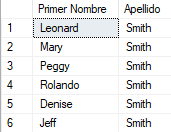 Primer Nombre Apellido
1 Leonard Smith
2 Mary Smith
3 Peggy Smith
4 Rolando Smith
5 Denise Smith
6 Jeff Smith